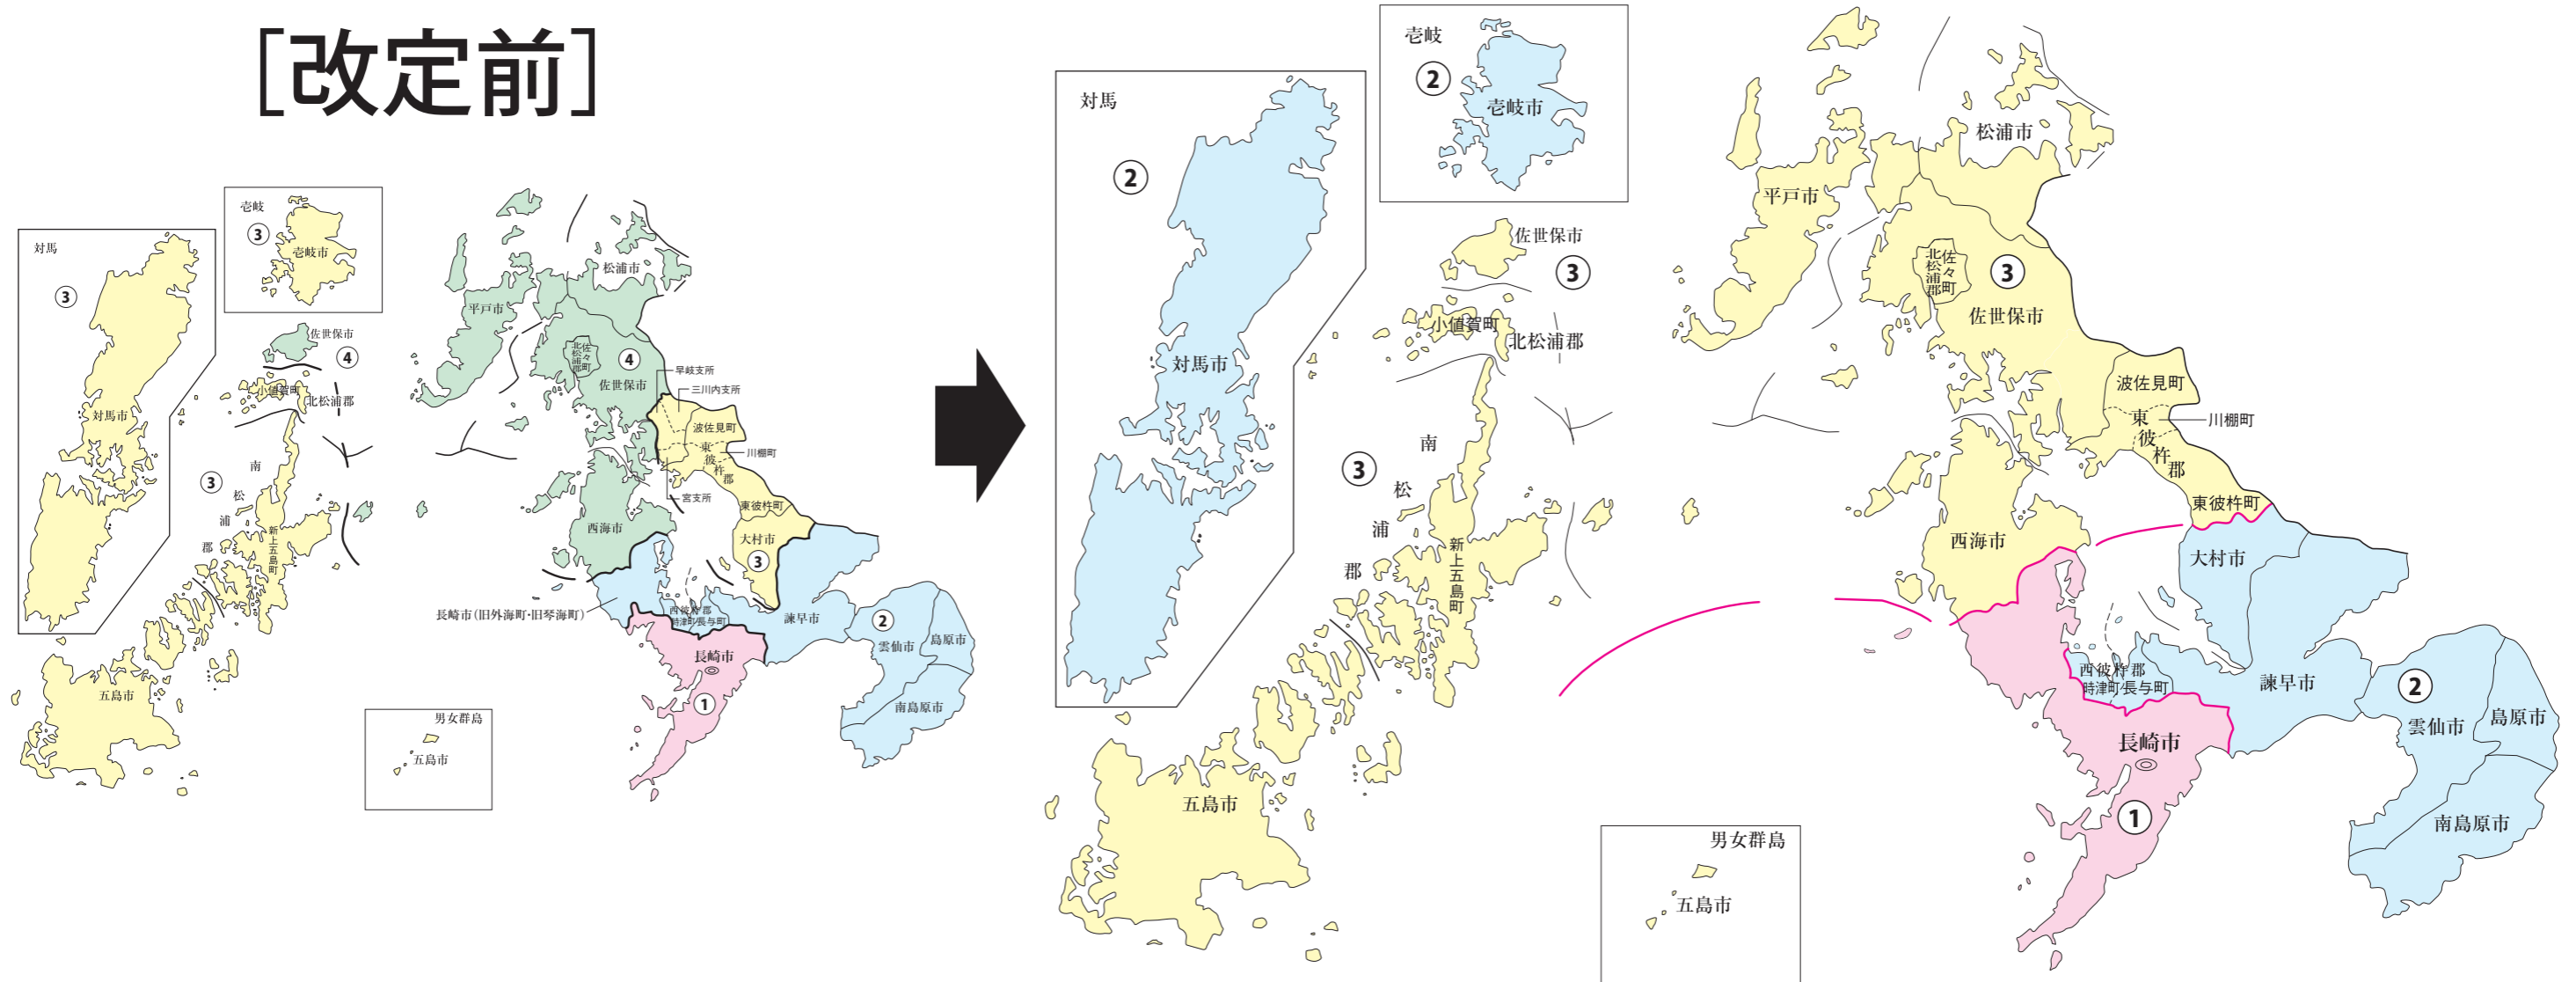 ［改定前］
対馬
③
対馬市
壱岐
③
壱岐市
佐世保市
④
小値賀町
北松浦郡
③
南松浦郡
新上五島町
五島市
男女群島
五島市
松浦市
平戸市
北松浦郡
佐々町
④
佐世保市
早岐支所
三川内支所
波佐見町
東彼杵郡
川棚町
宮支所
東彼杵町
西海市
大村市
③
長崎市（旧外海町・旧琴海町）
西彼杵郡
時津町
長与町
諫早市
②
雲仙市
島原市
南島原市
長崎市
①
対馬
②
対馬市
壱岐
②
壱岐市
佐世保市
③
小値賀町
北松浦郡
③
南松浦郡
新上五島町
五島市
男女群島
五島市
松浦市
平戸市
北松浦郡
佐々町
③
佐世保市
波佐見町
東彼杵郡
川棚町
東彼杵町
西海市
大村市
西彼杵郡
時津町
長与町
諫早市
②
雲仙市
島原市
南島原市
長崎市
①